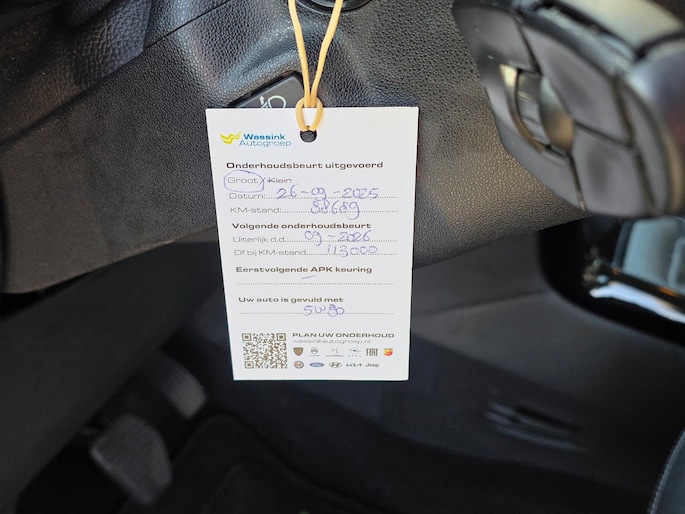 Wassink
Autogroep
Onderhoudsbeurt uitgevoerd
Groot / Klein
Datum: 26-09-2025
KM-stand: 88689
Volgende onderhoudsbeurt
Uiterlijk d.d.: 09-2026
Of bij KM-stand: 113000
Eerstvolgende APK keuring
-
Uw auto is gevuld met
5W30
PLAN UW ONDERHOUD
wassinkautogroep.nl
FIAT
KIA Jeep